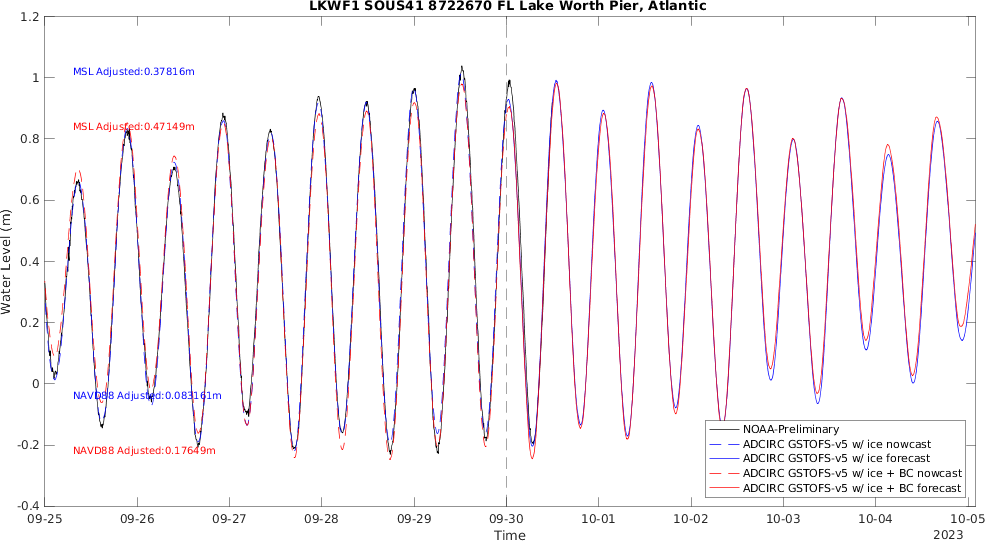 LKWF1 SOUS41 8722670 FL Lake Worth Pier, Atlantic
1.2
1
0.8
0.6
0.4
0.2
0
-0.2
-0.4
Water Level (m)
MSL Adjusted:0.37816m
MSL Adjusted:0.47149m
NAVD88 Adjusted:0.083161m
NAVD88 Adjusted:0.17649m
NOAA-Preliminary
ADCIRC GSTOFS-v5 w/ ice nowcast
ADCIRC GSTOFS-v5 w/ ice forecast
ADCIRC GSTOFS-v5 w/ ice + BC nowcast
ADCIRC GSTOFS-v5 w/ ice + BC forecast
09-25 09-26 09-27 09-28 09-29 09-30 10-01 10-02 10-03 10-04 10-05
Time
2023